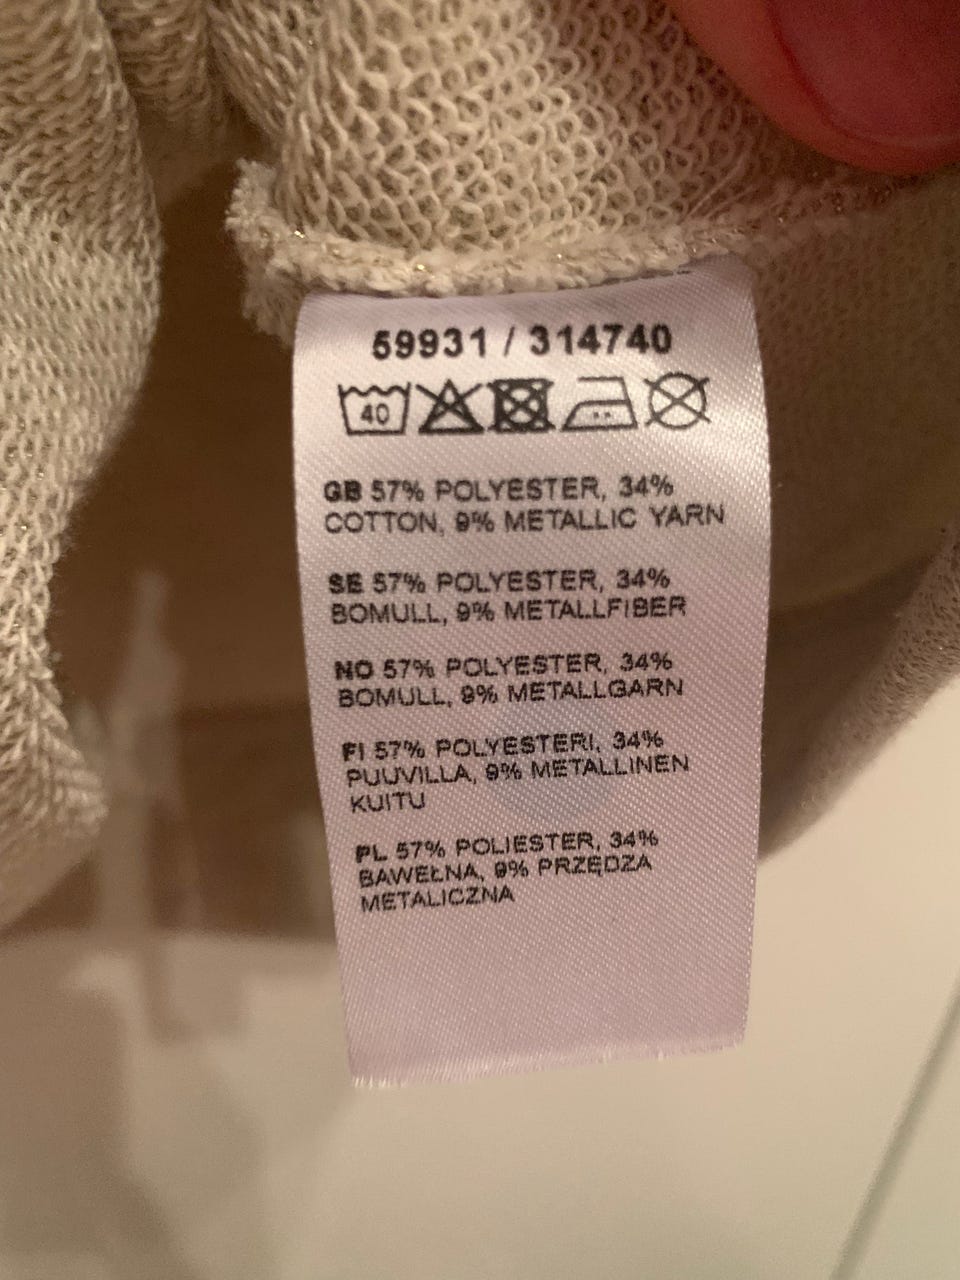 59931 / 314740
40
GB 57% POLYESTER, 34%
COTTON, 9% METALLIC YARN
SE 57% POLYESTER, 34%
BOMULL, 9% METALLFIBER
NO 57% POLYESTER, 34%
BOMULL, 9% METALLGARN
FI 57% POLYESTERI, 34%
PUUVILLA, 9% METALLINEN
KUITU
PL 57% POLIESTER, 34%
BAWEŁNA, 9% PRZĘDZA
METALICZNA